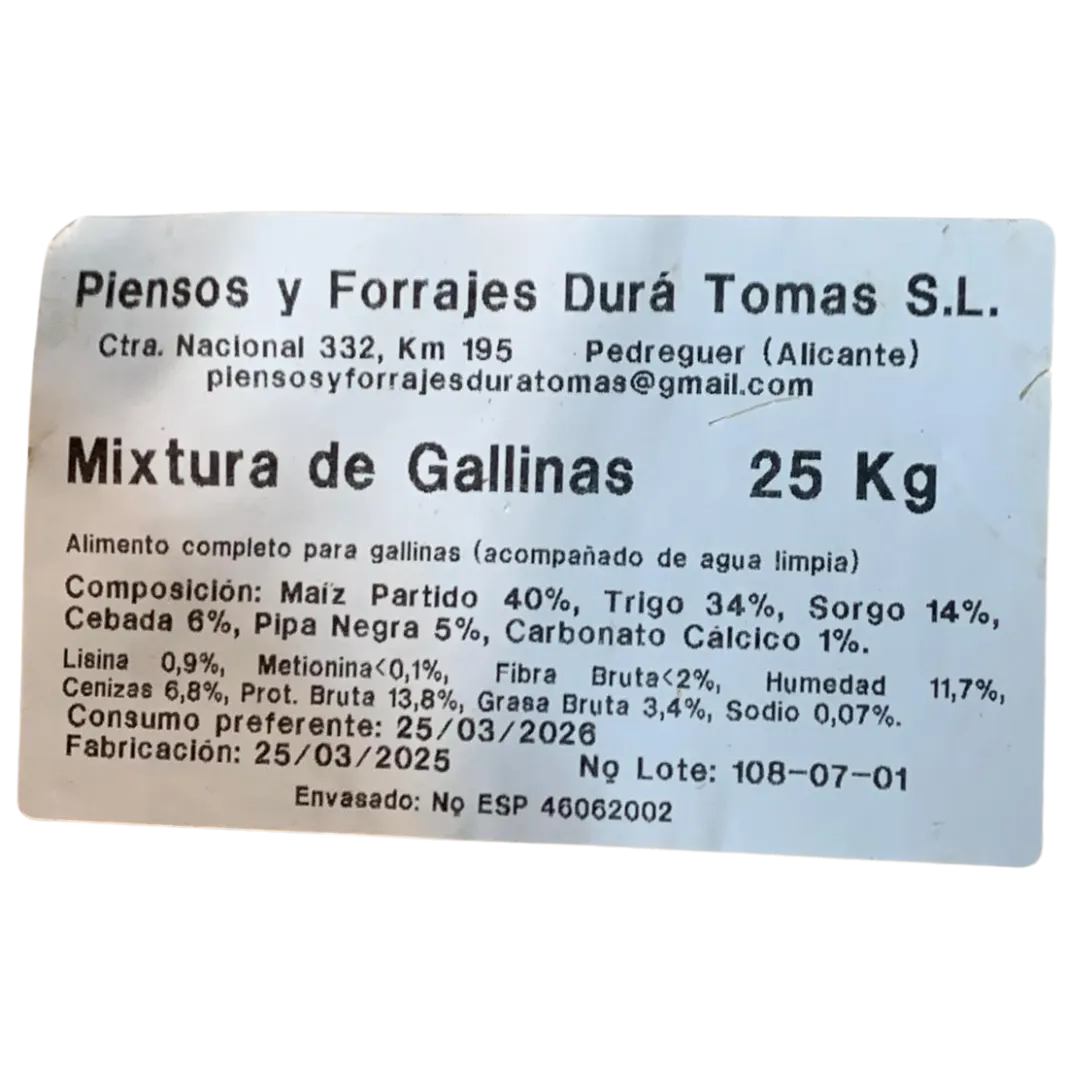 Piensos y Forrajes Durá Tomas S.L.
Ctra. Nacional 332, Km 195 Pedreguer (Alicante)
piensosyforrajesduratomas@gmail.com
Mixtura de Gallinas 25 Kg
Alimento completo para gallinas (acompañado de agua limpia)
Composición: Maíz Partido 40%, Trigo 34%, Sorgo 14%,
Cebada 6%, Pipa Negra 5%, Carbonato Cálcico 1%.
Lisina 0,9%, Metionina<0,1%, Fibra Bruta<2%, Humedad 11,7%,
Cenizas 6,8%, Prot. Bruta 13,8%, Grasa Bruta 3,4%, Sodio 0,07%.
Consumo preferente: 25/03/2026
Fabricación: 25/03/2025 Nº Lote: 108-07-01
Envasado: Nº ESP 46062002